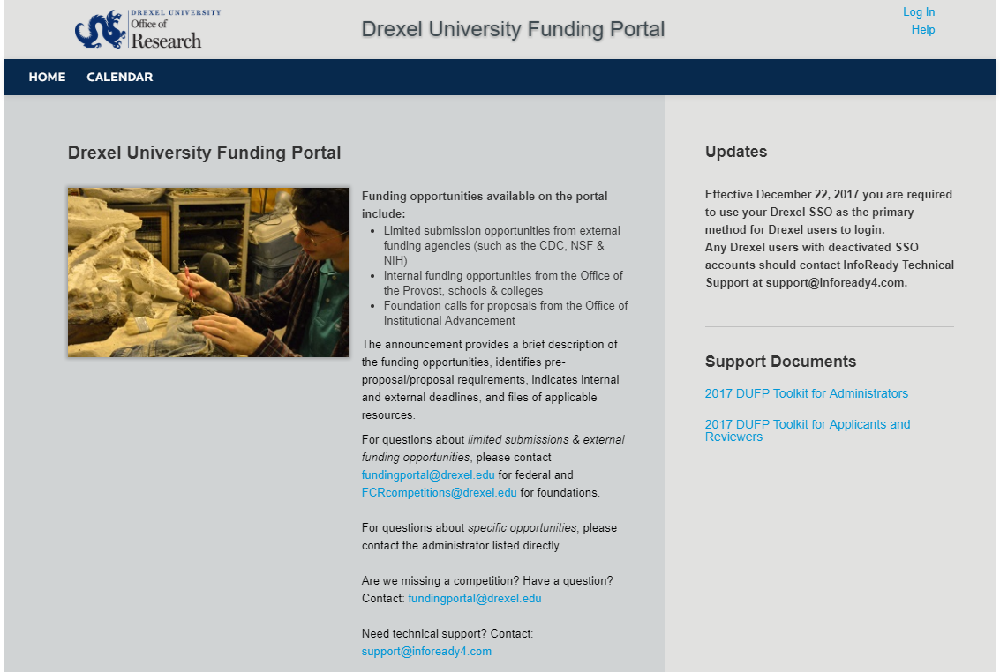 DREXEL UNIVERSITY
Office of
Research
Drexel University Funding Portal
Log In
Help
HOME
CALENDAR
Drexel University Funding Portal
Funding opportunities available on the portal
include:
• Limited submission opportunities from external
funding agencies (such as the CDC, NSF &
NIH)
• Internal funding opportunities from the Office of
the Provost, schools & colleges
• Foundation calls for proposals from the Office of
Institutional Advancement
The announcement provides a brief description of
the funding opportunities, identifies pre-
proposal/proposal requirements, indicates internal
and external deadlines, and files of applicable
resources.
For questions about limited submissions & external
funding opportunities, please contact
fundingportal@drexel.edu for federal and
FCRcompetitions@drexel.edu for foundations.
For questions about specific opportunities, please
contact the administrator listed directly.
Are we missing a competition? Have a question?
Contact: fundingportal@drexel.edu
Need technical support? Contact:
support@infoready4.com
Updates
Effective December 22, 2017 you are required
to use your Drexel SSO as the primary
method for Drexel users to login.
Any Drexel users with deactivated SSO
accounts should contact InfoReady Technical
Support at support@infoready4.com.
Support Documents
2017 DUFP Toolkit for Administrators
2017 DUFP Toolkit for Applicants and
Reviewers